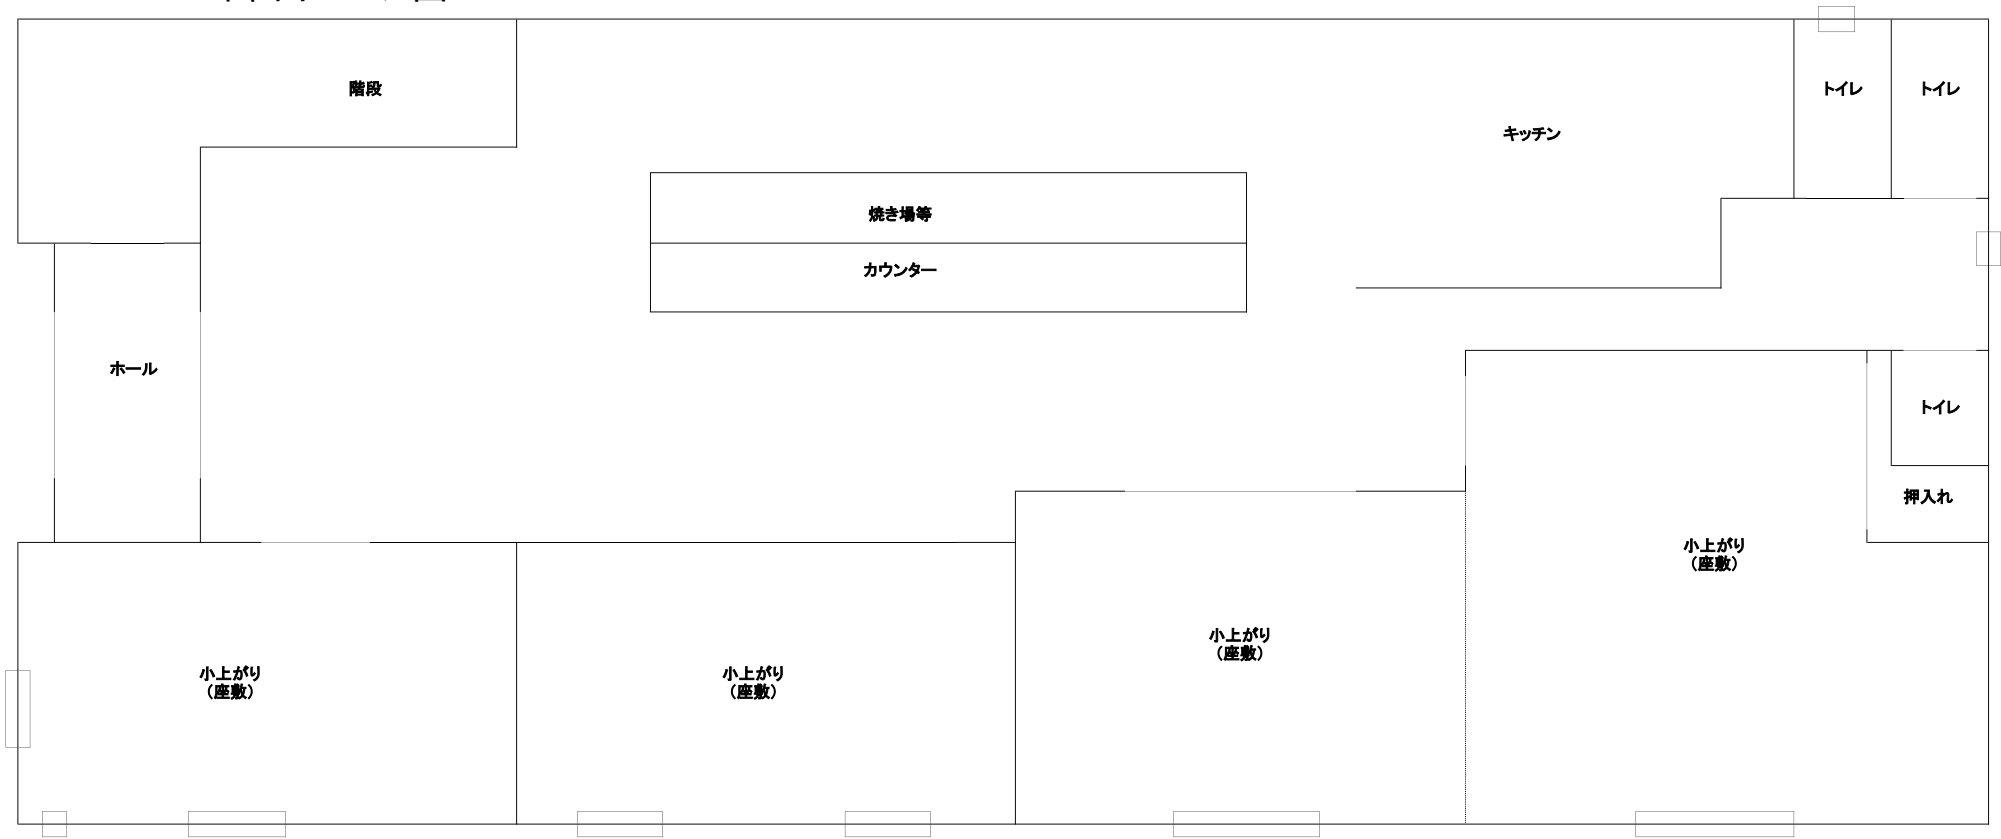 階段
トイレ
トイレ
キッチン
焼き場等
カウンター
ホール
トイレ
押入れ
小上がり
（座敷）
小上がり
（座敷）
小上がり
（座敷）
小上がり
（座敷）